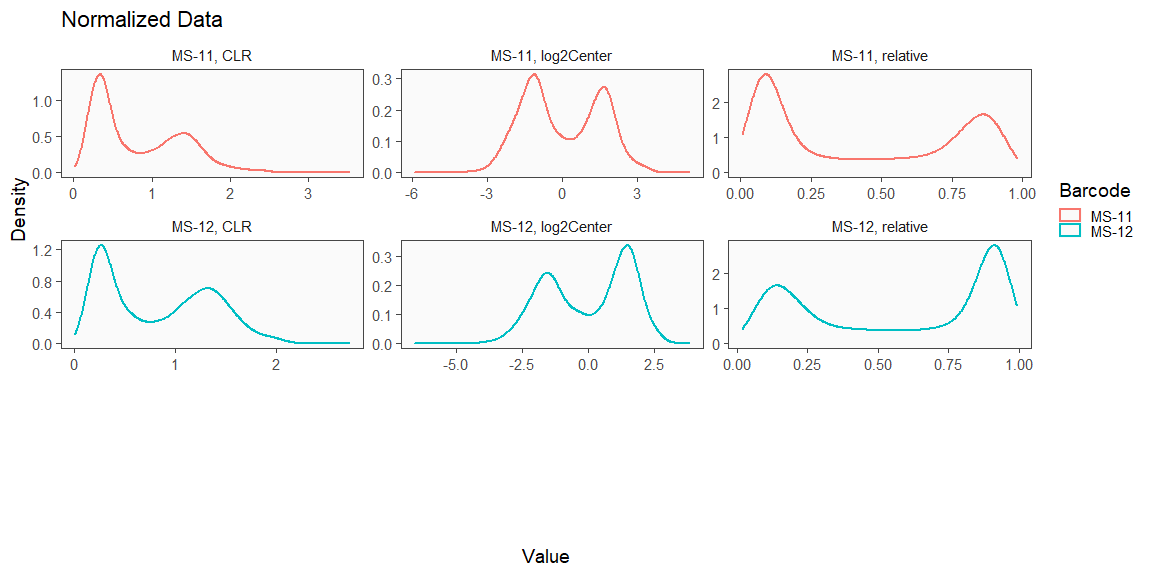 Normalized Data
MS-11, CLR
MS-11, log2Center
MS-11, relative
1.0
0.5
0.0
0 1 2 3
0.3
0.2
0.1
0.0
-6 -3 0 3
2
1
0
0.00 0.25 0.50 0.75 1.00
Density
MS-12, CLR
MS-12, log2Center
MS-12, relative
1.2
0.8
0.4
0.0
0 1 2
0.3
0.2
0.1
0.0
-5.0 -2.5 0.0 2.5
2
1
0
0.00 0.25 0.50 0.75 1.00
Value
Barcode
MS-11
MS-12